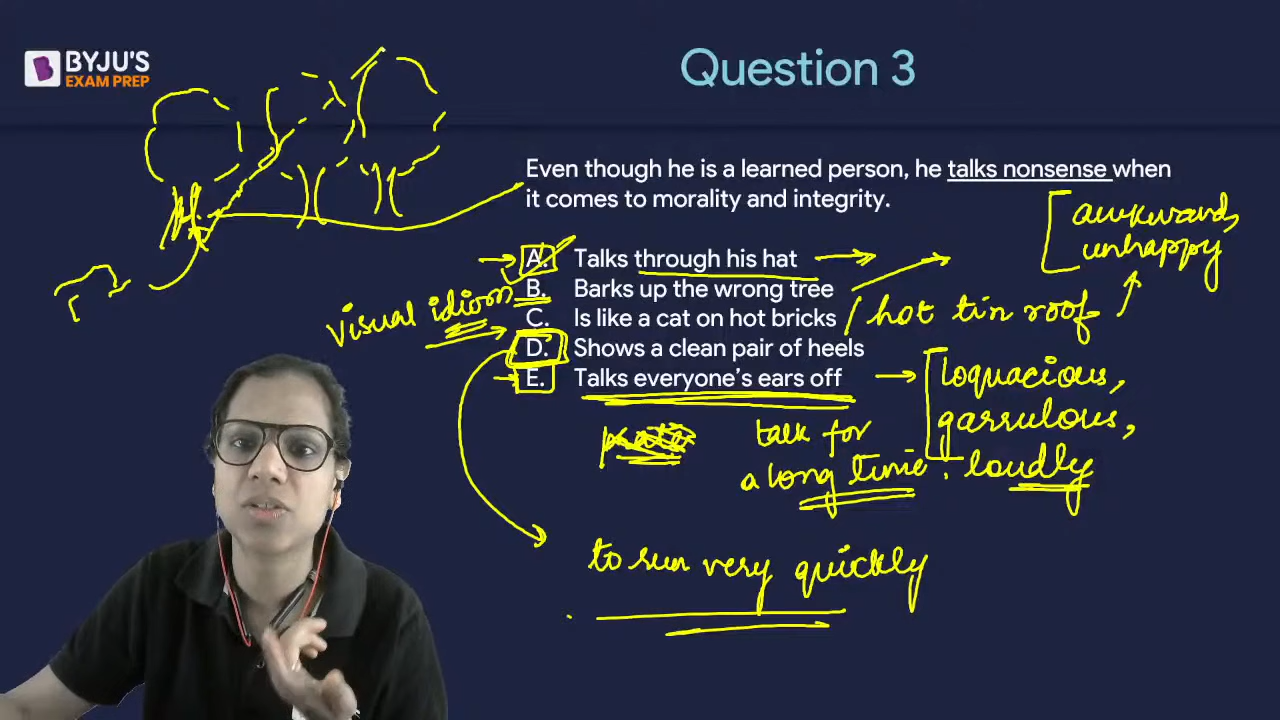 BYJU'S
EXAM PREP
Question 3
Even though he is a learned person, he talks nonsense when
it comes to morality and integrity.
A. Talks through his hat
B. Barks up the wrong tree
C. Is like a cat on hot bricks
D. Shows a clean pair of heels
E. Talks everyone's ears off
awkward,
unhappy
visual idiom
/hot tin roof
loquacious,
garrulous,
loudly
talk for
a long time.
to run very quickly